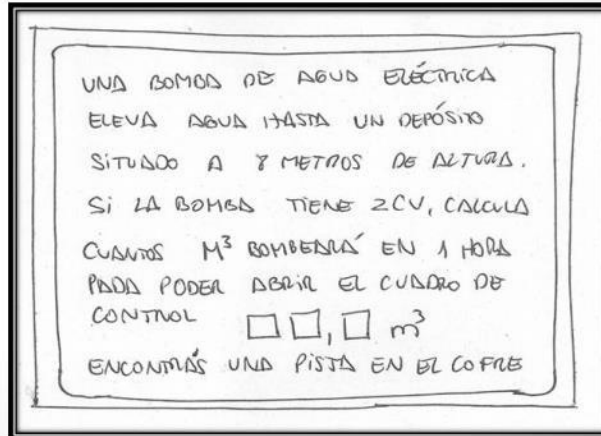 UNA BOMBA DE AGUA ELÉCTRICA
ELEVA AGUA HASTA UN DEPÓSITO
SITUADO A 8 METROS DE ALTURA.
SI LA BOMBA TIENE 2CV, CALCULA
CUANTOS M³ BOMBEARÁ EN 1 HORA
PARA PODER ABRIR EL CUADRO DE
CONTROL □□,□ m³
ENCONTRÁS UNA PISTA EN EL COFRE